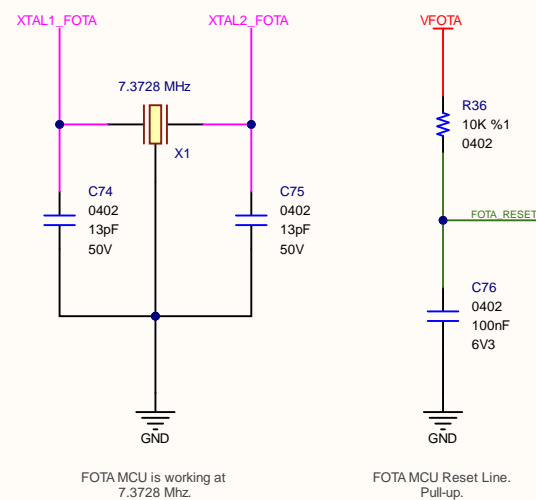 XTAL1_FOTA
XTAL2_FOTA
VFOTA
7.3728 MHz
X1
R36
10K %1
0402
C74
0402
13pF
50V
C75
0402
13pF
50V
FOTA_RESET
C76
0402
100nF
6V3
GND
GND
FOTA MCU is working at
7.3728 Mhz.
FOTA MCU Reset Line.
Pull-up.